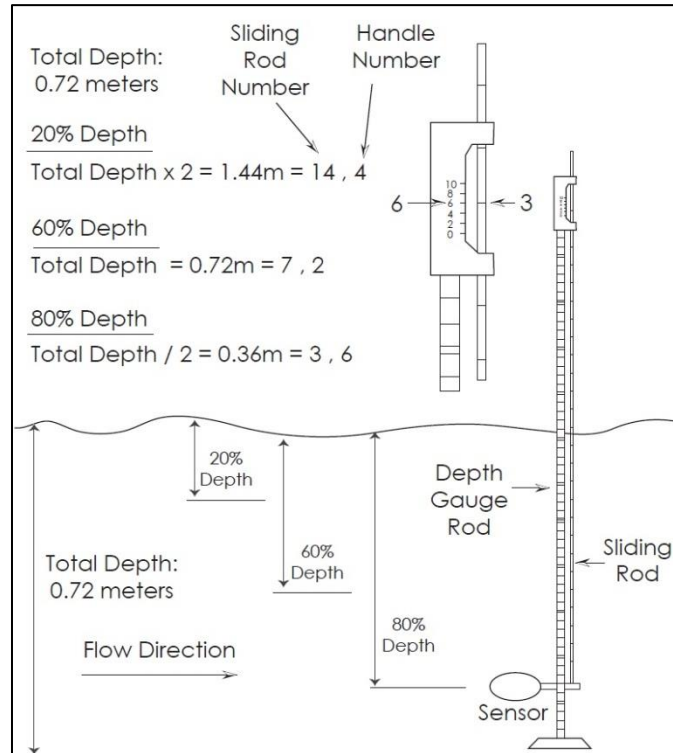 Total Depth:
0.72 meters
Sliding
Rod
Number
Handle
Number
20% Depth
Total Depth x 2 = 1.44m = 14 , 4
60% Depth
Total Depth = 0.72m = 7 , 2
80% Depth
Total Depth / 2 = 0.36m = 3 , 6
10
8
6
4
2
0
6
3
20%
Depth
60%
Depth
80%
Depth
Total Depth:
0.72 meters
Flow Direction
Depth
Gauge
Rod
Sliding
Rod
Sensor